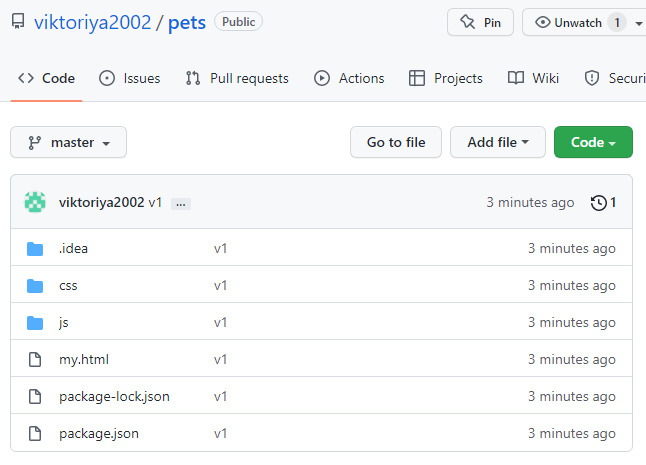 viktoriya2002 / pets Public Pin Unwatch 1
Code Issues Pull requests Actions Projects Wiki Securi
master Go to file Add file Code
viktoriya2002 v1 ... 3 minutes ago 1
.idea v1 3 minutes ago
css v1 3 minutes ago
js v1 3 minutes ago
my.html v1 3 minutes ago
package-lock.json v1 3 minutes ago
package.json v1 3 minutes ago